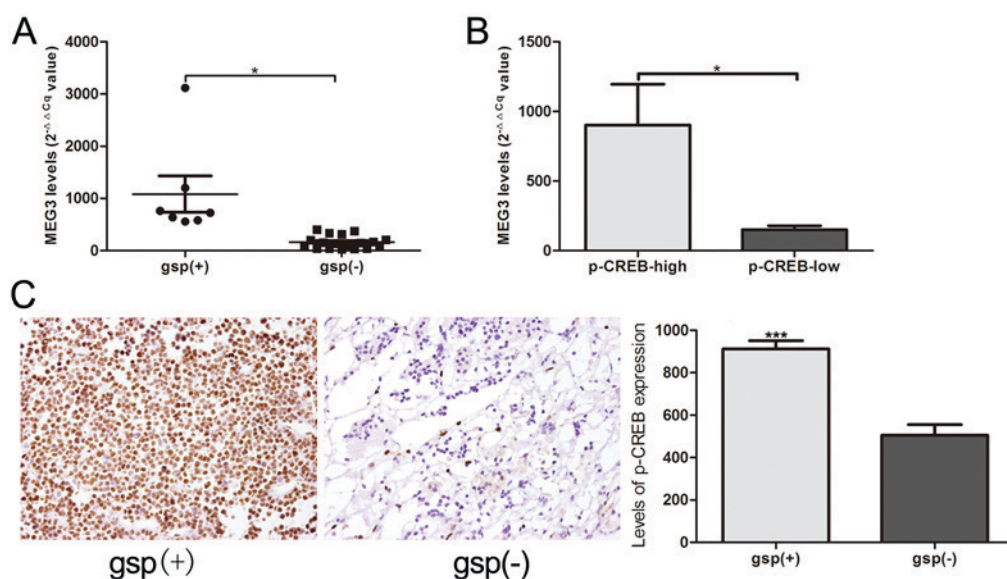 A
MEG3 levels (2^-ΔΔCq value)
4000
3000
2000
1000
0
*
gsp(+)
gsp(-)
B
MEG3 levels (2^-ΔΔCq value)
1500
1000
500
0
*
p-CREB-high
p-CREB-low
C
gsp(+)
gsp(-)
Levels of p-CREB expression
1000
800
600
400
200
0
***
gsp(+)
gsp(-)